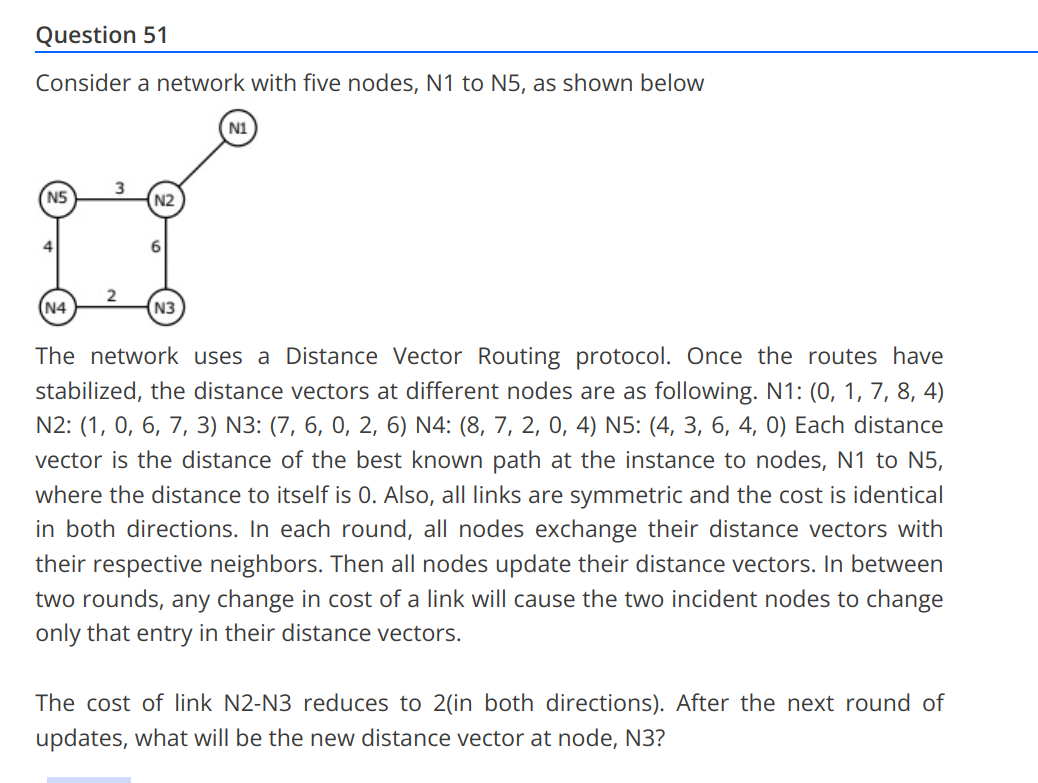 Question 51
Consider a network with five nodes, N1 to N5, as shown below
N1
3
N5
N2
4
6
2
N4
N3
The network uses a Distance Vector Routing protocol. Once the routes have
stabilized, the distance vectors at different nodes are as following. N1: (0, 1, 7, 8, 4)
N2: (1, 0, 6, 7, 3) N3: (7, 6, 0, 2, 6) N4: (8, 7, 2, 0, 4) N5: (4, 3, 6, 4, 0) Each distance
vector is the distance of the best known path at the instance to nodes, N1 to N5,
where the distance to itself is 0. Also, all links are symmetric and the cost is identical
in both directions. In each round, all nodes exchange their distance vectors with
their respective neighbors. Then all nodes update their distance vectors. In between
two rounds, any change in cost of a link will cause the two incident nodes to change
only that entry in their distance vectors.
The cost of link N2-N3 reduces to 2(in both directions). After the next round of
updates, what will be the new distance vector at node, N3?